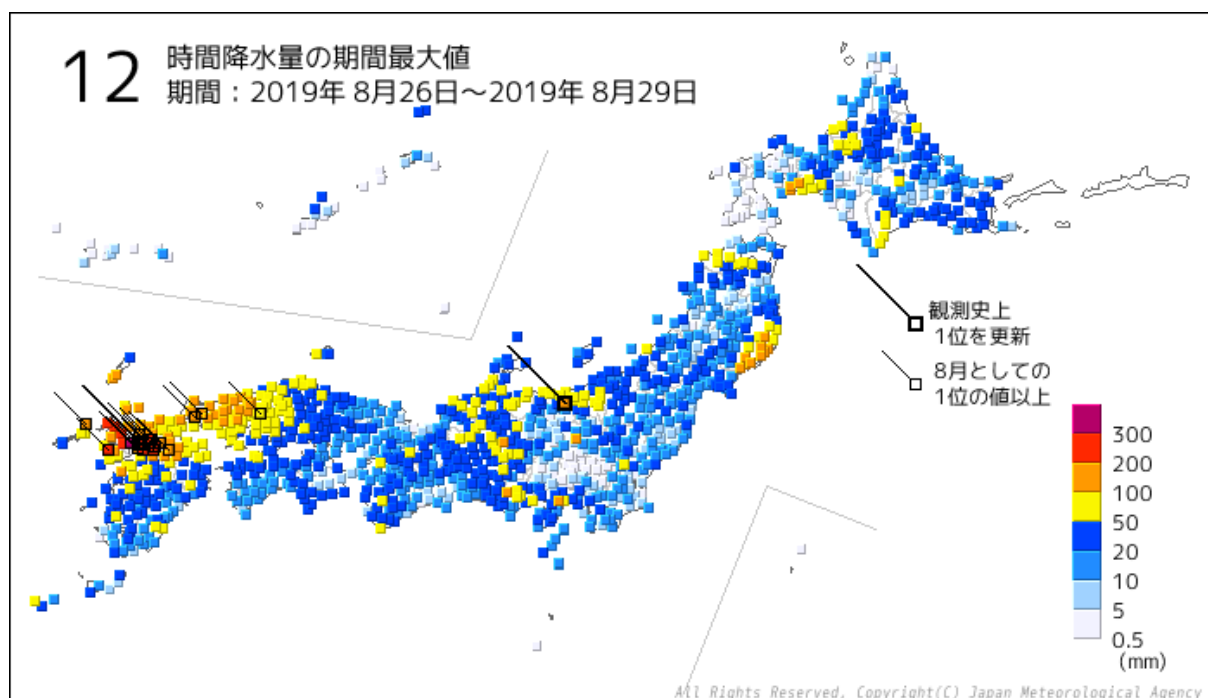 12 時間降水量の期間最大値
期間：2019年 8月26日～2019年 8月29日
観測史上
1位を更新
8月としての
1位の値以上
300
200
100
50
20
10
5
0.5
(mm)
All Rights Reserved. Copyright(C) Japan Meteorological Agency